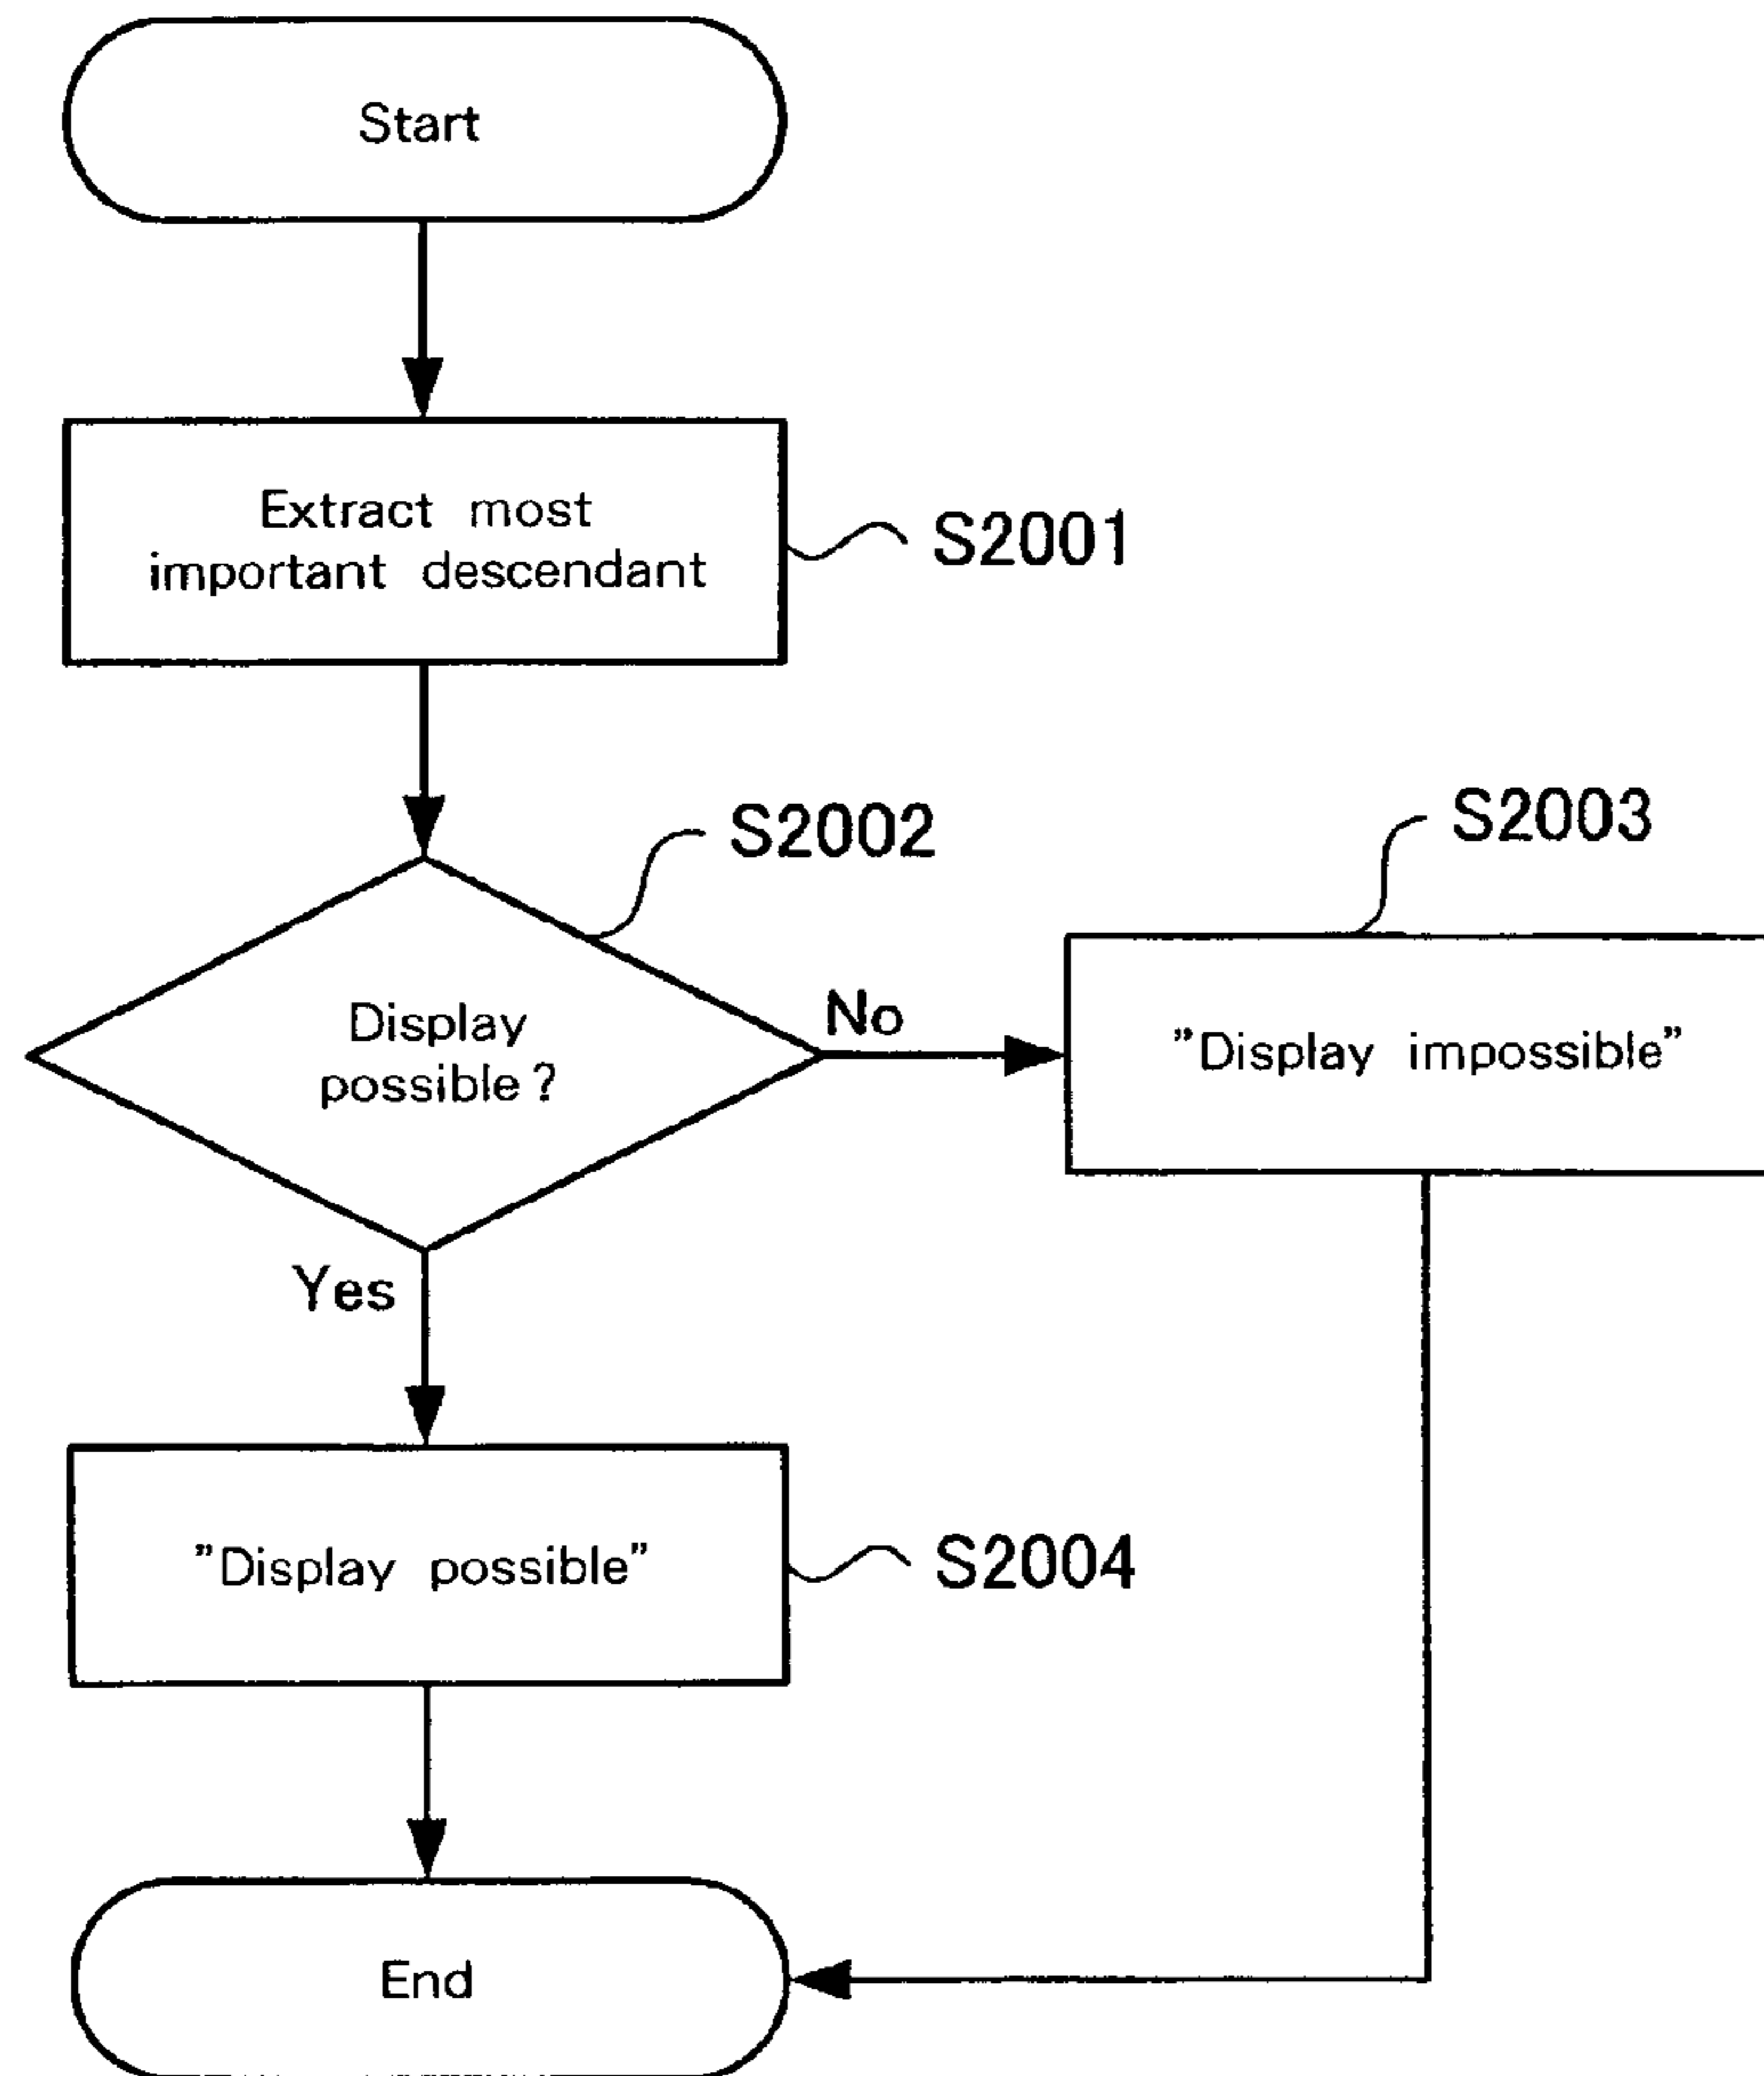 Start
Extract most
important descendant
S2001
S2002
S2003
Display
possible ?
No
"Display impossible"
Yes
"Display possible"
S2004
End